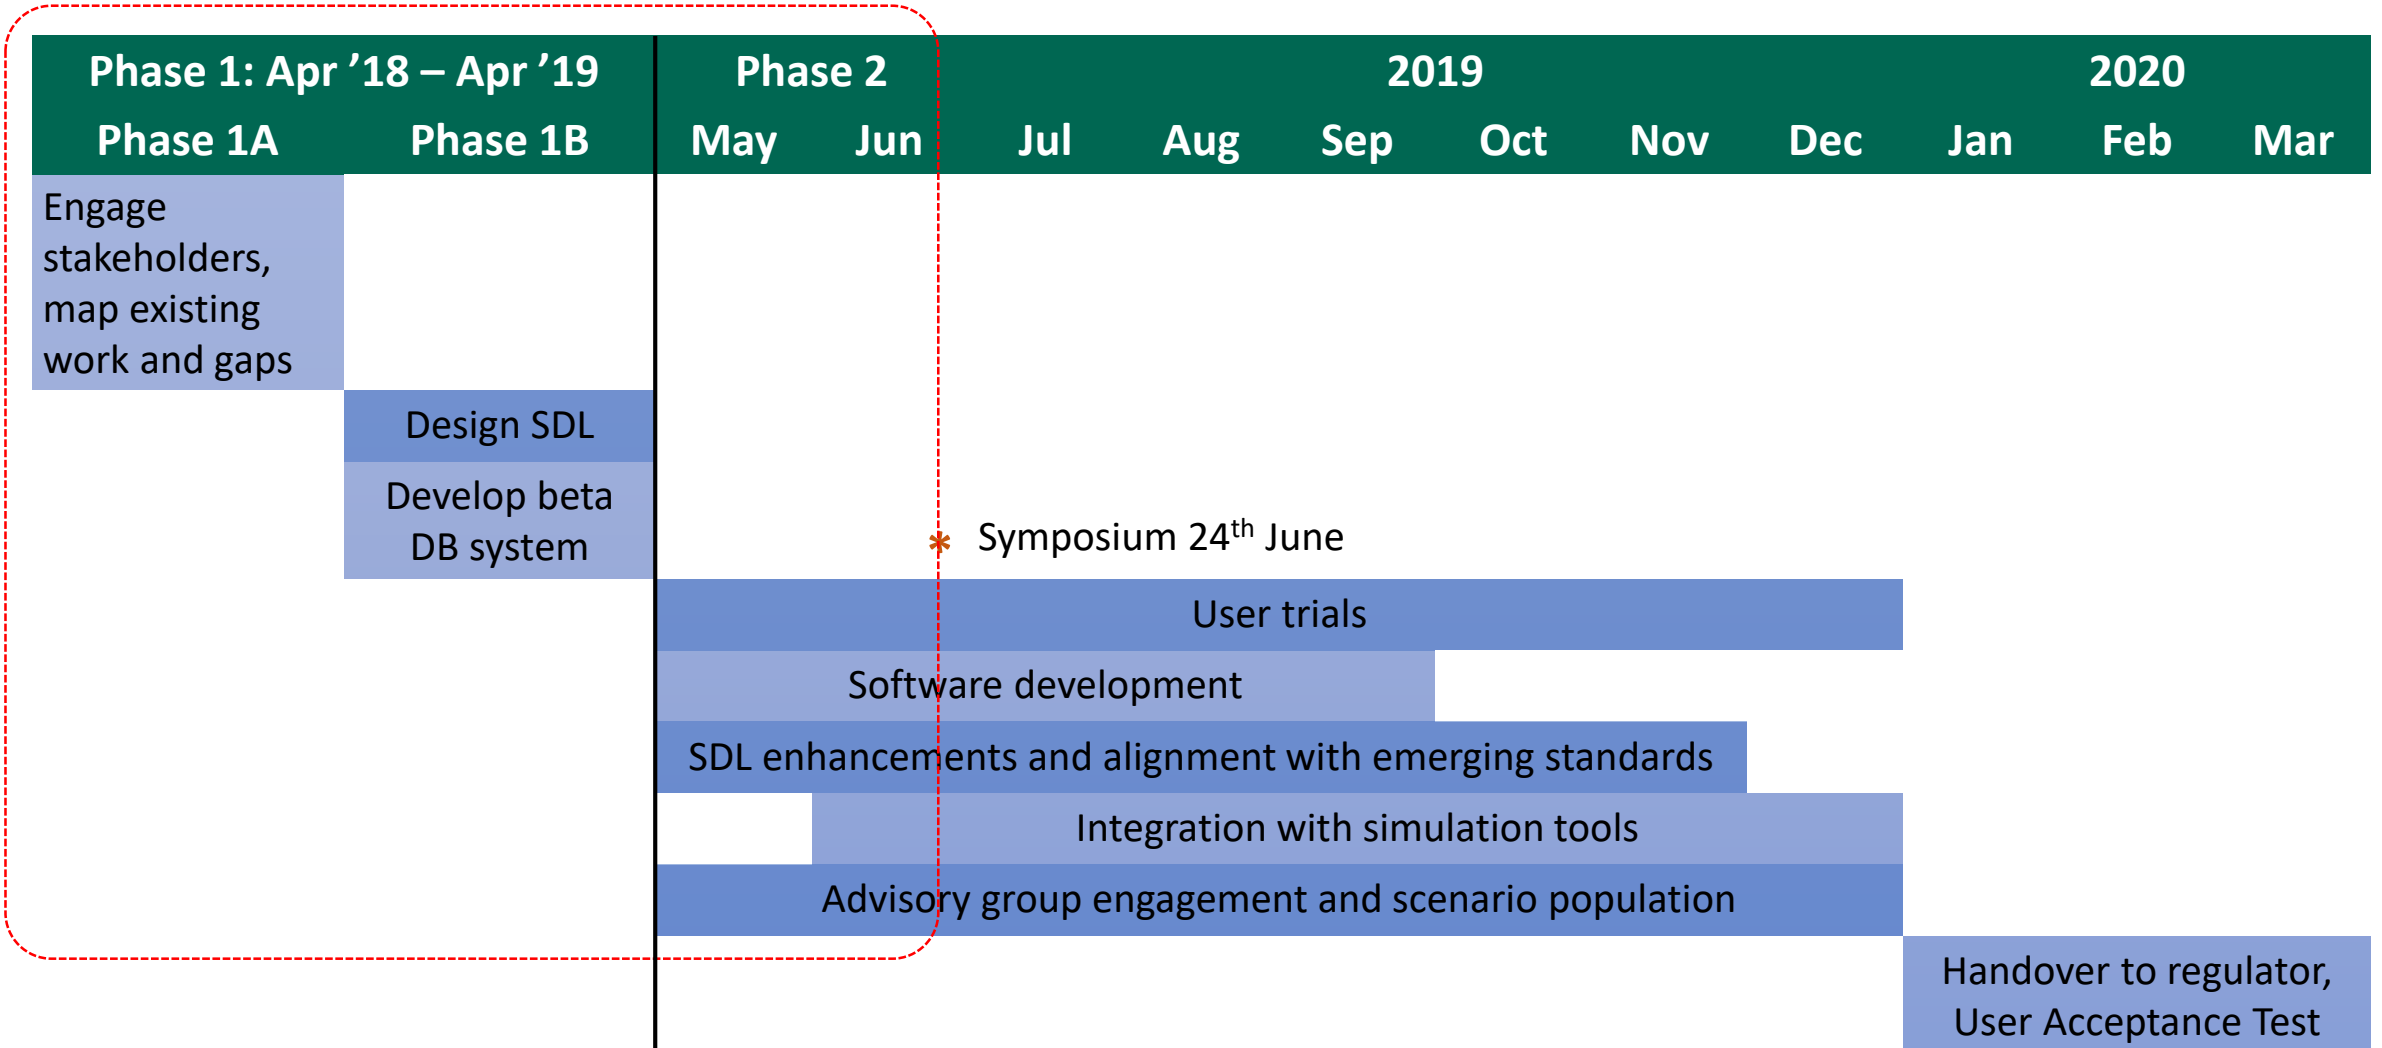 Phase 1: Apr ’18 – Apr ’19 Phase 2 2019 2020
Phase 1A Phase 1B May Jun Jul Aug Sep Oct Nov Dec Jan Feb Mar
Engage
stakeholders,
map existing
work and gaps
Design SDL
Develop beta
DB system
* Symposium 24th June
User trials
Software development
SDL enhancements and alignment with emerging standards
Integration with simulation tools
Advisory group engagement and scenario population
Handover to regulator,
User Acceptance Test